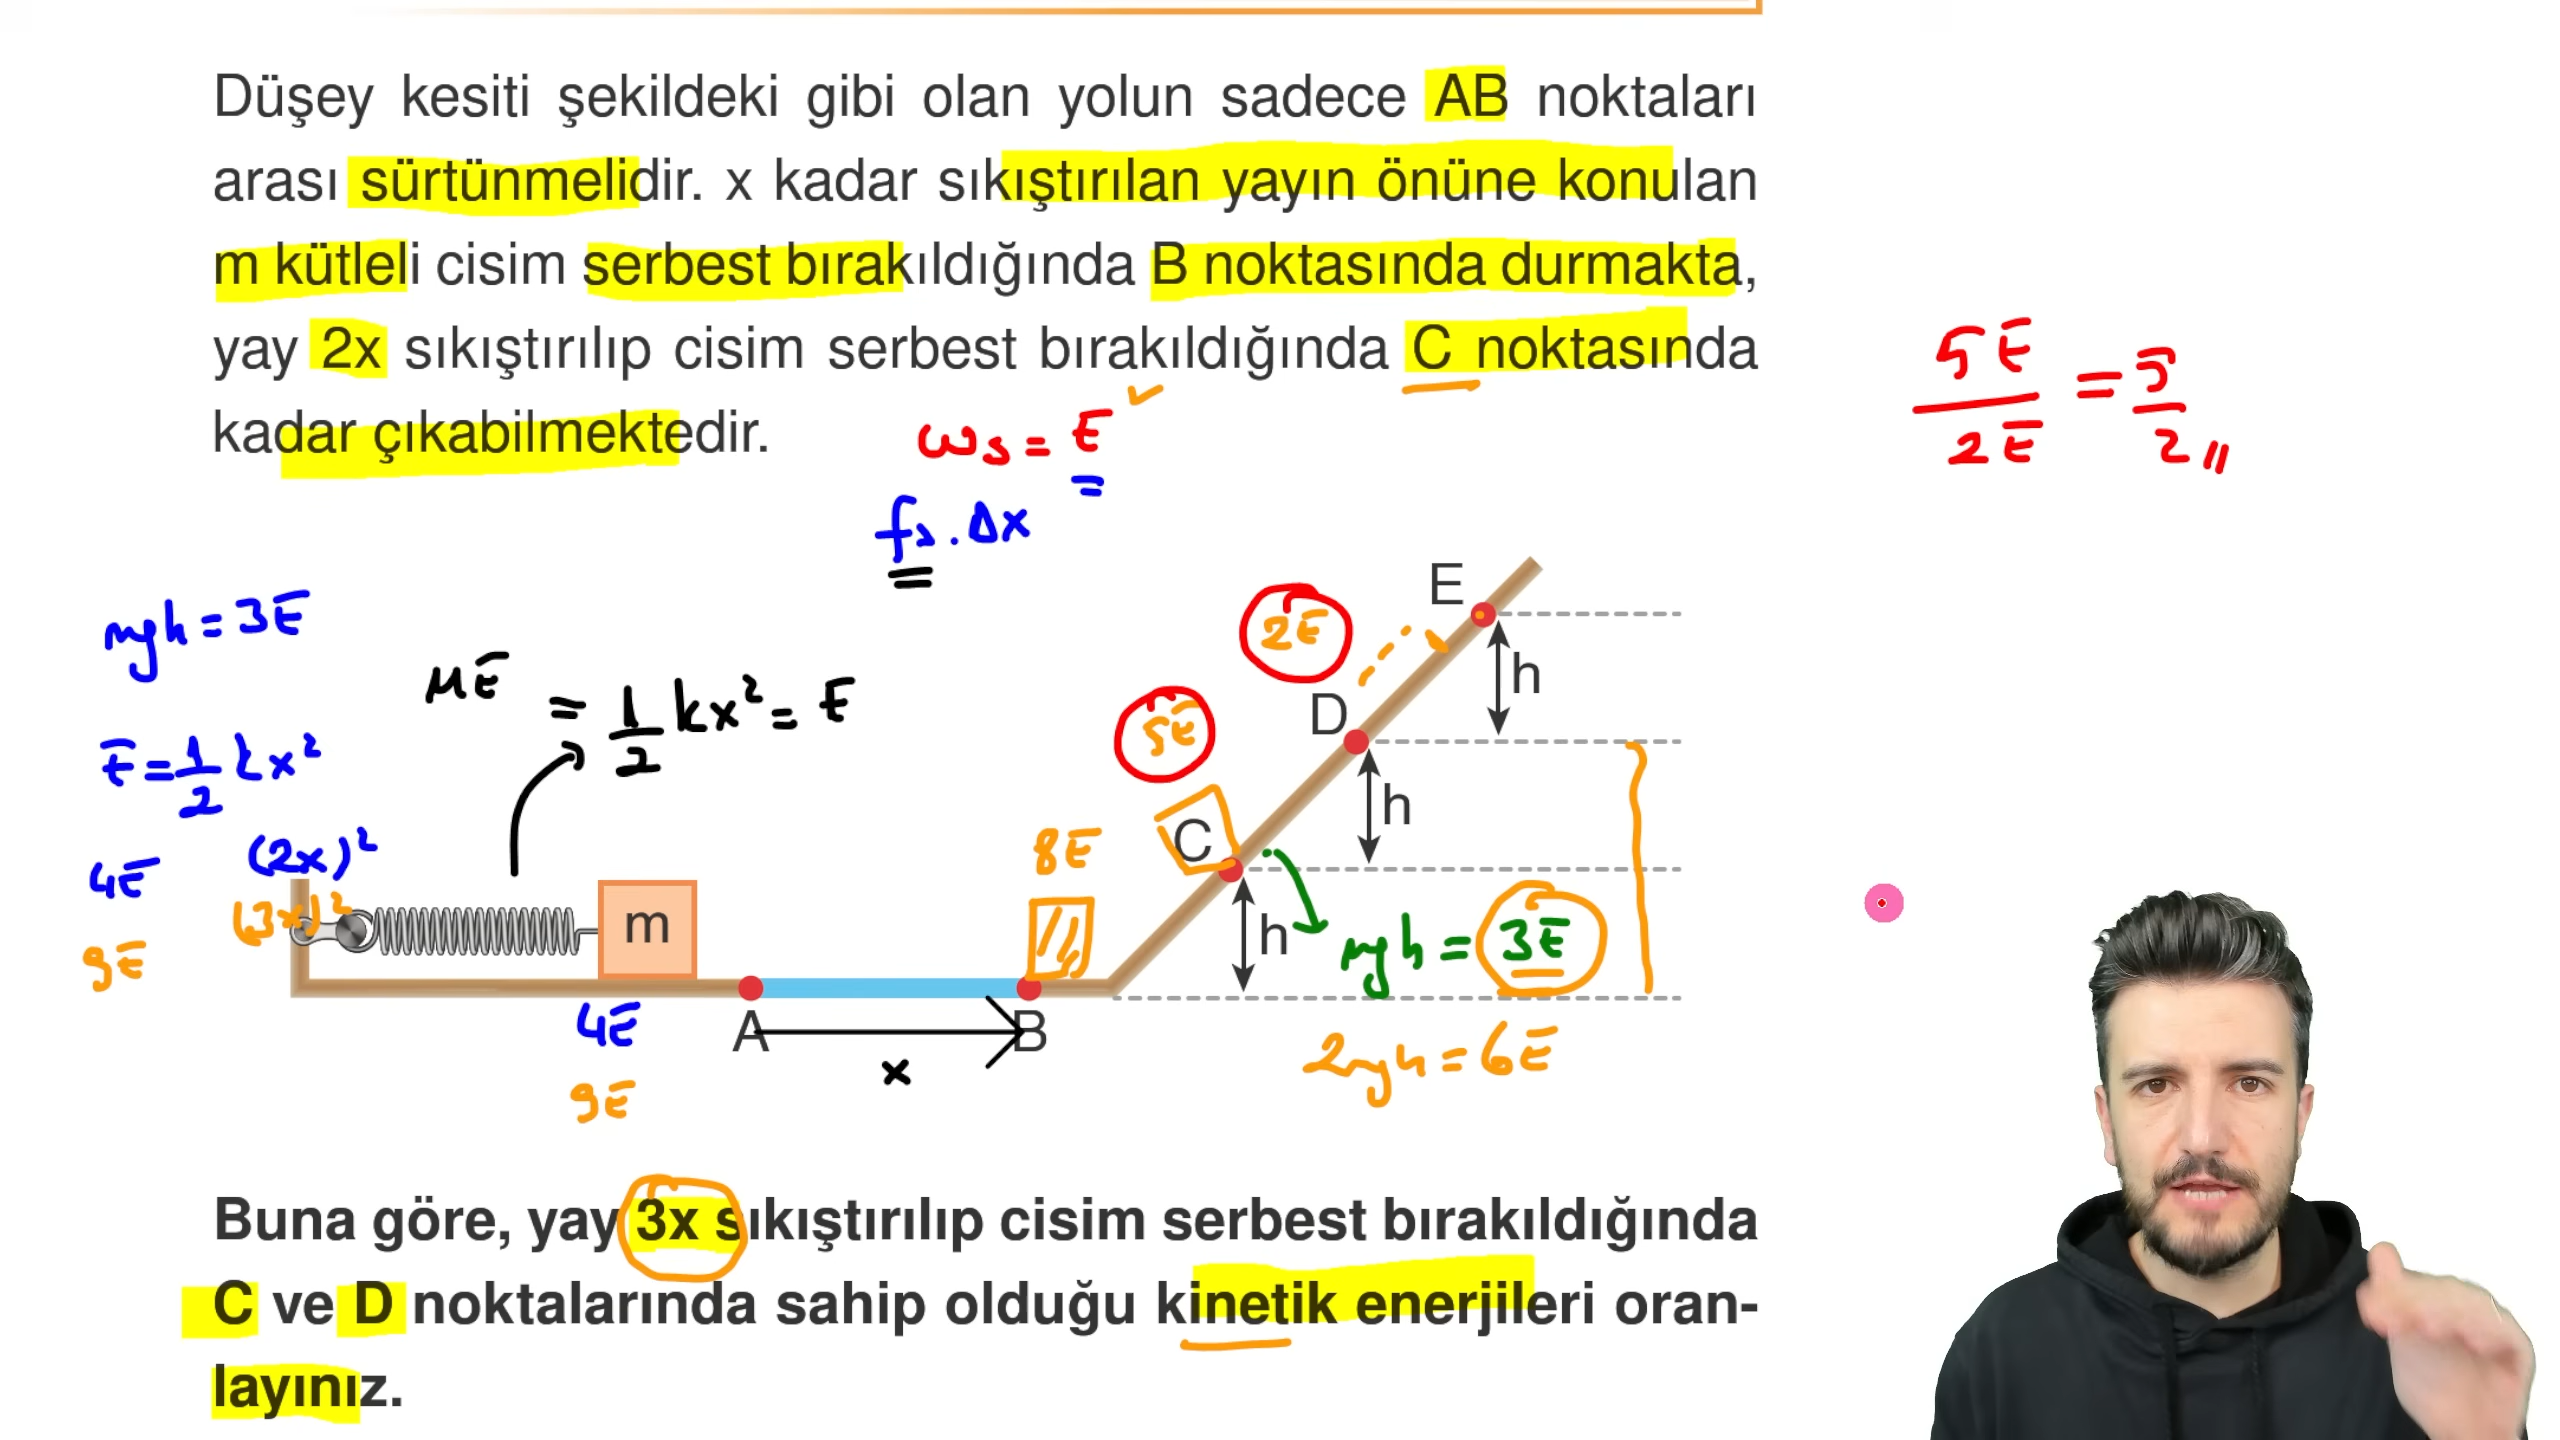 Düşey kesiti şekildeki gibi olan yolun sadece AB noktaları
arası sürtünmelidir. x kadar sıkıştırılan yayın önüne konulan
m kütleli cisim serbest bırakıldığında B noktasında durmakta,
yay 2x sıkıştırılıp cisim serbest bırakıldığında C noktasında
kadar çıkabilmektedir.
5E / 2E = 5/2
ws = E
fs . Δx
mgh = 3E
E = 1/2 kx²
(2x)²
4E
(3x)²
9E
ME = 1/2 kx² = E
m
4E
9E
A
B
x
8E
C
5E
D
2E
E
h
h
h
mgh = 3E
2mgh = 6E
Buna göre, yay 3x sıkıştırılıp cisim serbest bırakıldığında
C ve D noktalarında sahip olduğu kinetik enerjileri oran-
layınız.